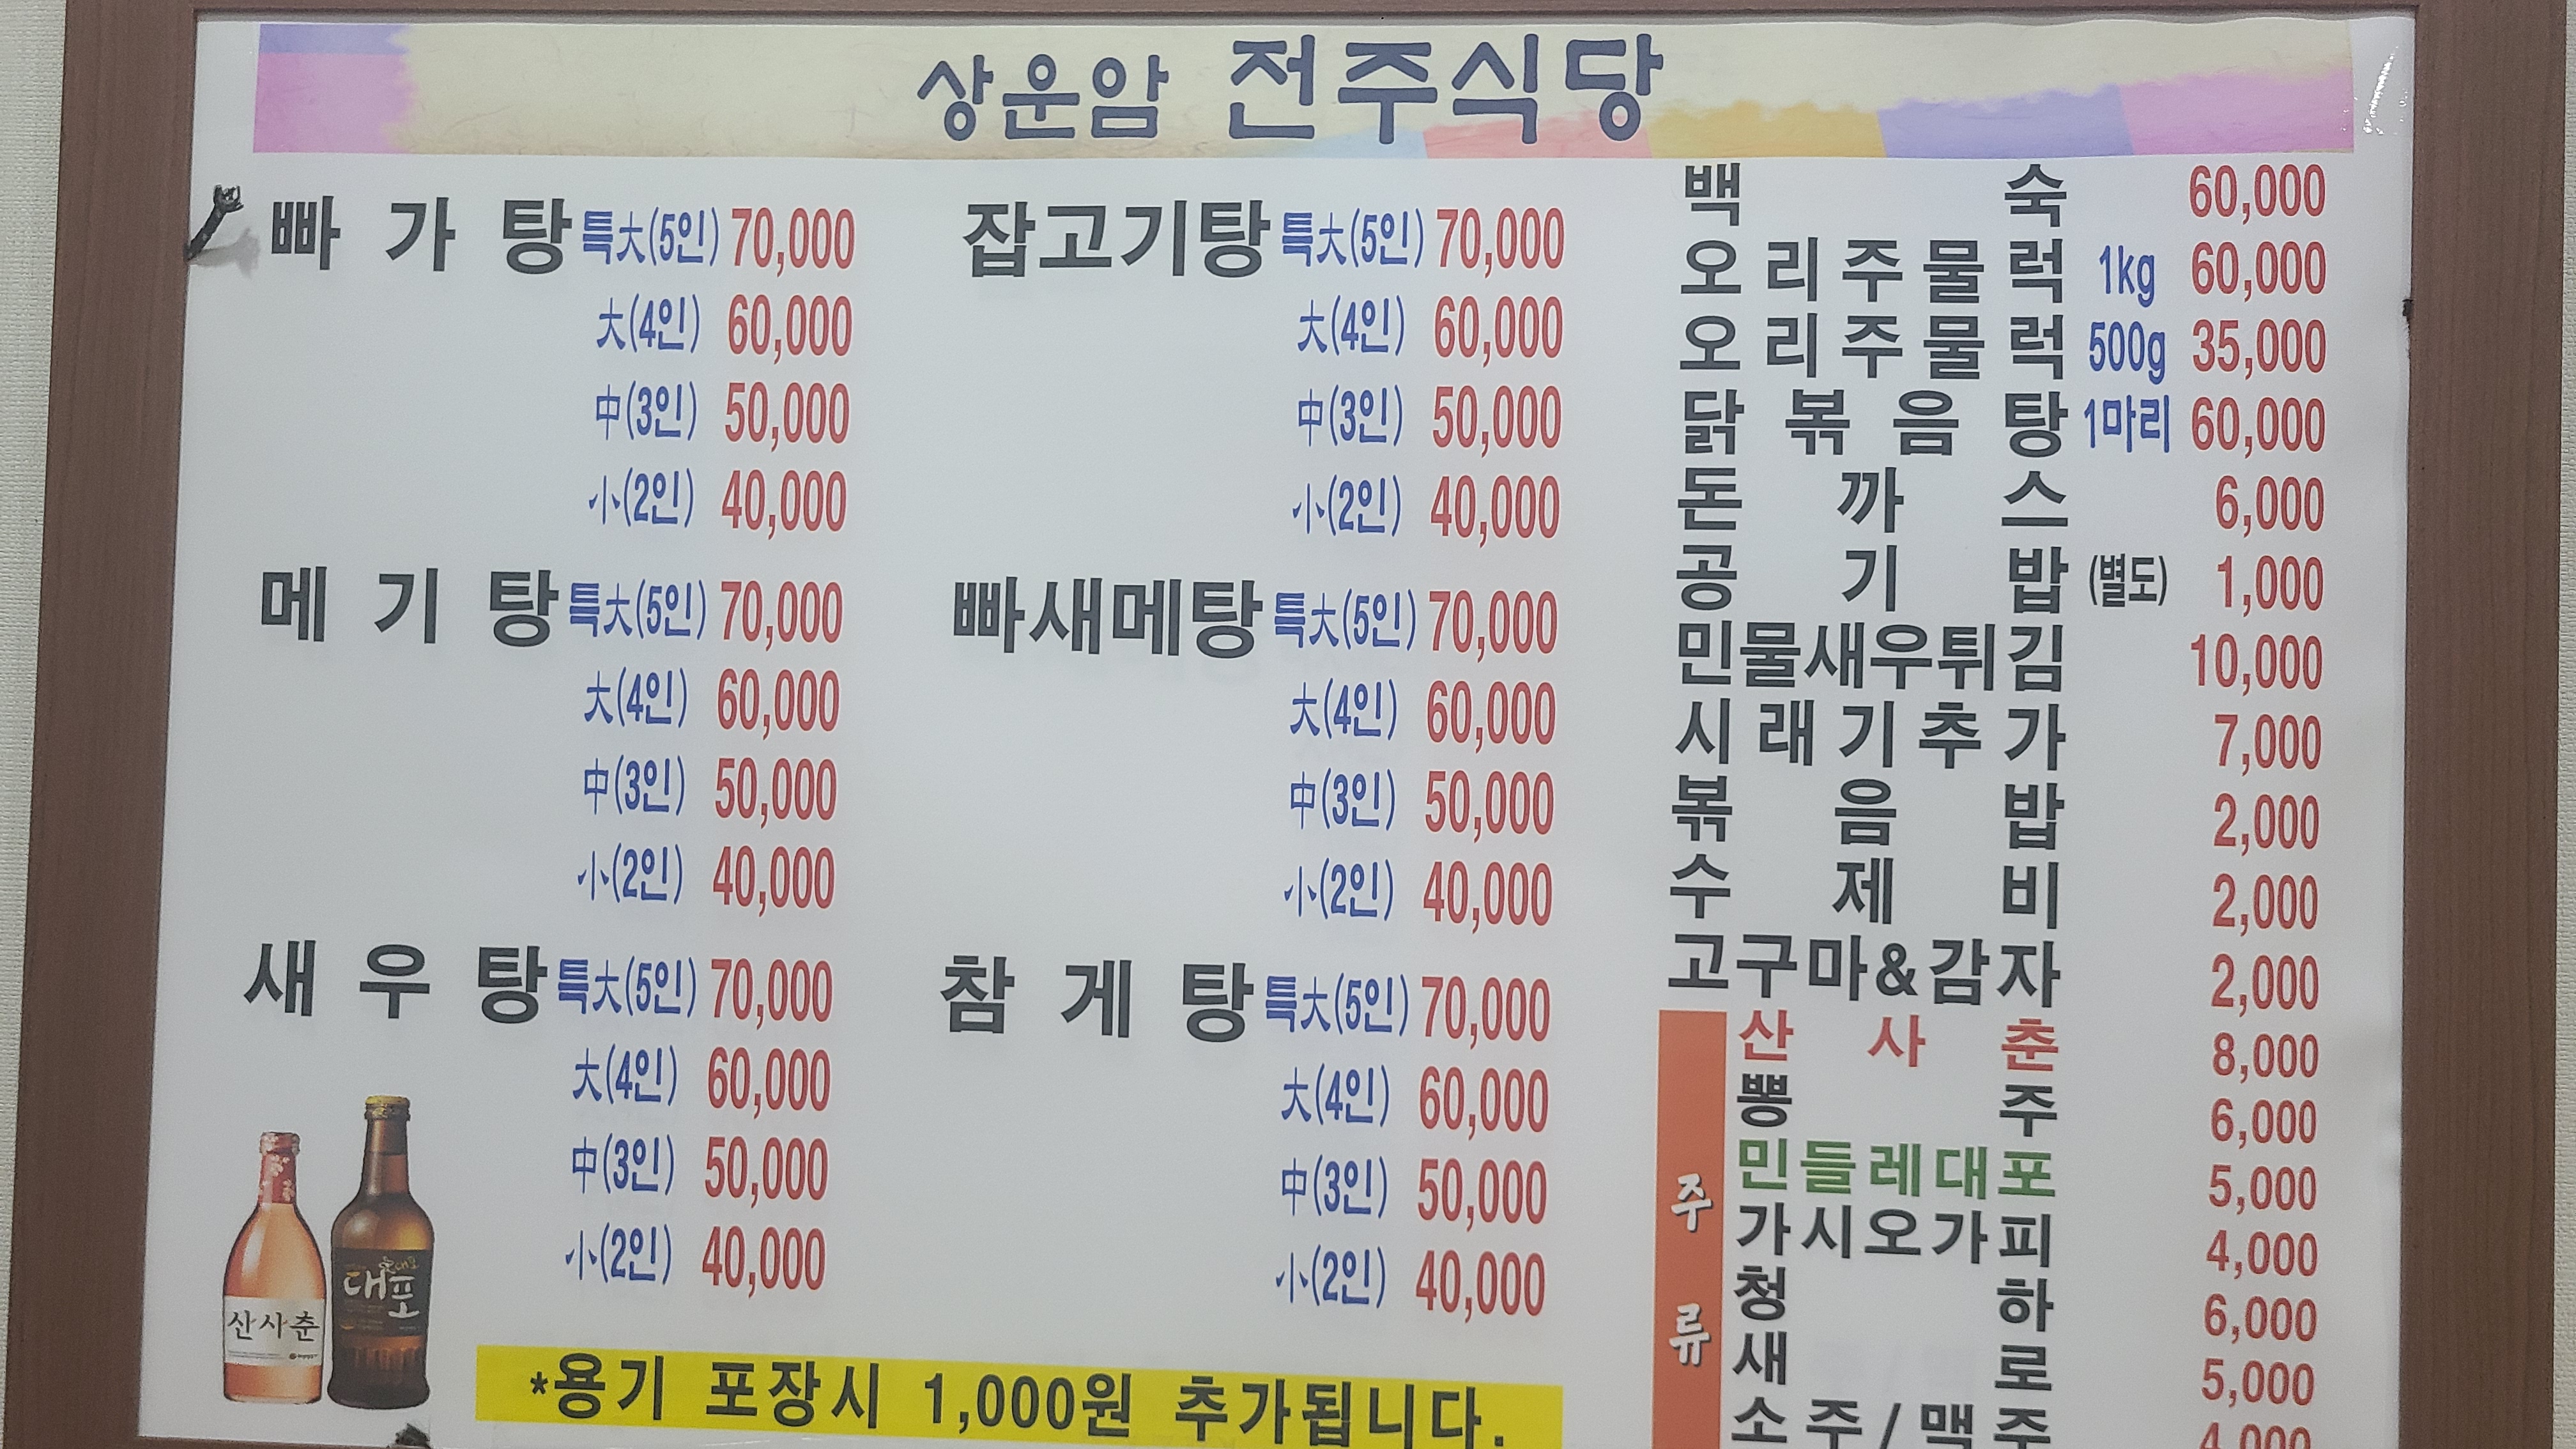 상운암 전주식당
빠가탕 특大(5인) 70,000
大(4인) 60,000
中(3인) 50,000
小(2인) 40,000
메기탕 특大(5인) 70,000
大(4인) 60,000
中(3인) 50,000
小(2인) 40,000
새우탕 특大(5인) 70,000
大(4인) 60,000
中(3인) 50,000
小(2인) 40,000
산사춘
대포
잡고기탕 특大(5인) 70,000
大(4인) 60,000
中(3인) 50,000
小(2인) 40,000
빠새메탕 특大(5인) 70,000
大(4인) 60,000
中(3인) 50,000
小(2인) 40,000
참게탕 특大(5인) 70,000
大(4인) 60,000
中(3인) 50,000
小(2인) 40,000
*용기 포장시 1,000원 추가됩니다.
백숙 60,000
오리주물럭 1kg 60,000
오리주물럭 500g 35,000
닭볶음탕 1마리 60,000
돈까스 6,000
공기밥 (별도) 1,000
민물새우튀김 10,000
시래기추가 7,000
볶음밥 2,000
수제비 2,000
고구마&감자 2,000
주류
산사춘 8,000
뽕주 6,000
민들레대포 5,000
가시오가피 4,000
청하 6,000
새로 5,000
소주/맥주 4,000